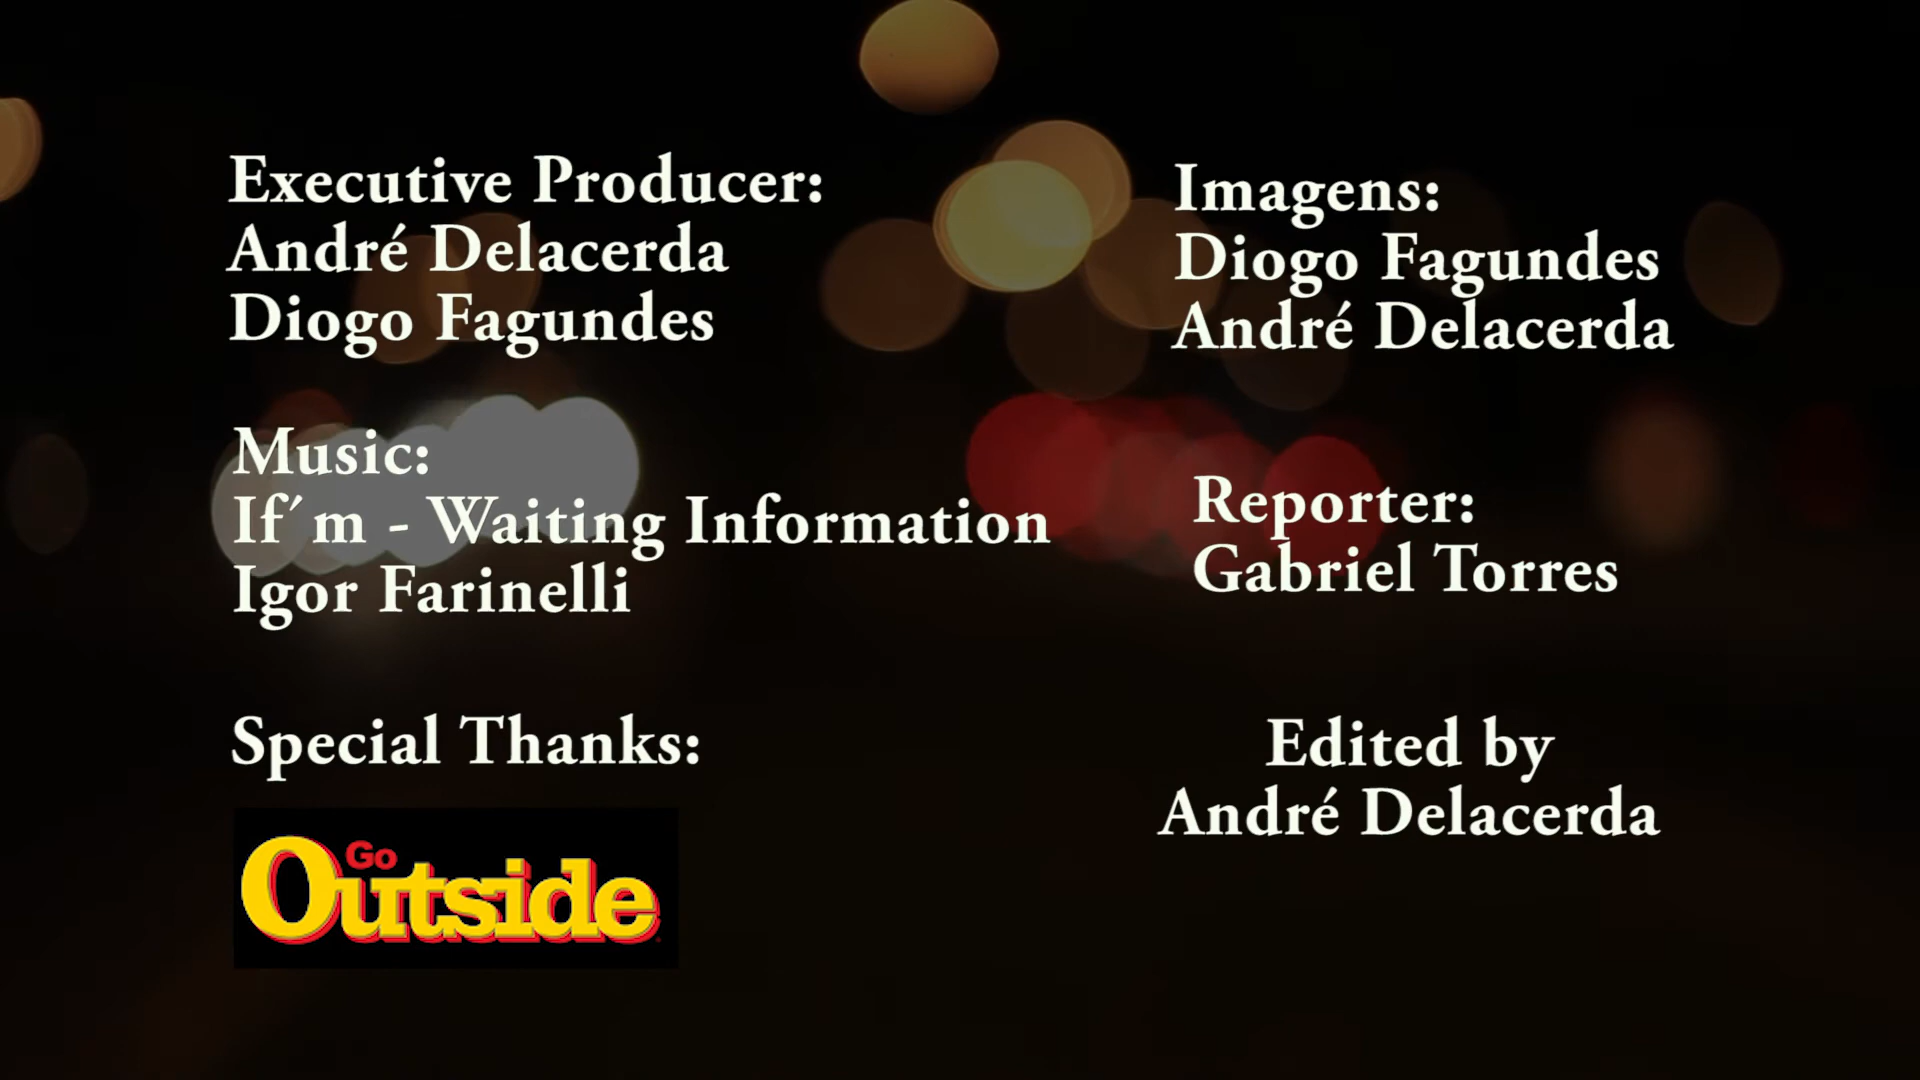 Executive Producer:
André Delacerda
Diogo Fagundes
Music:
If´m - Waiting Information
Igor Farinelli
Special Thanks:
Go
Outside
Imagens:
Diogo Fagundes
André Delacerda
Reporter:
Gabriel Torres
Edited by
André Delacerda